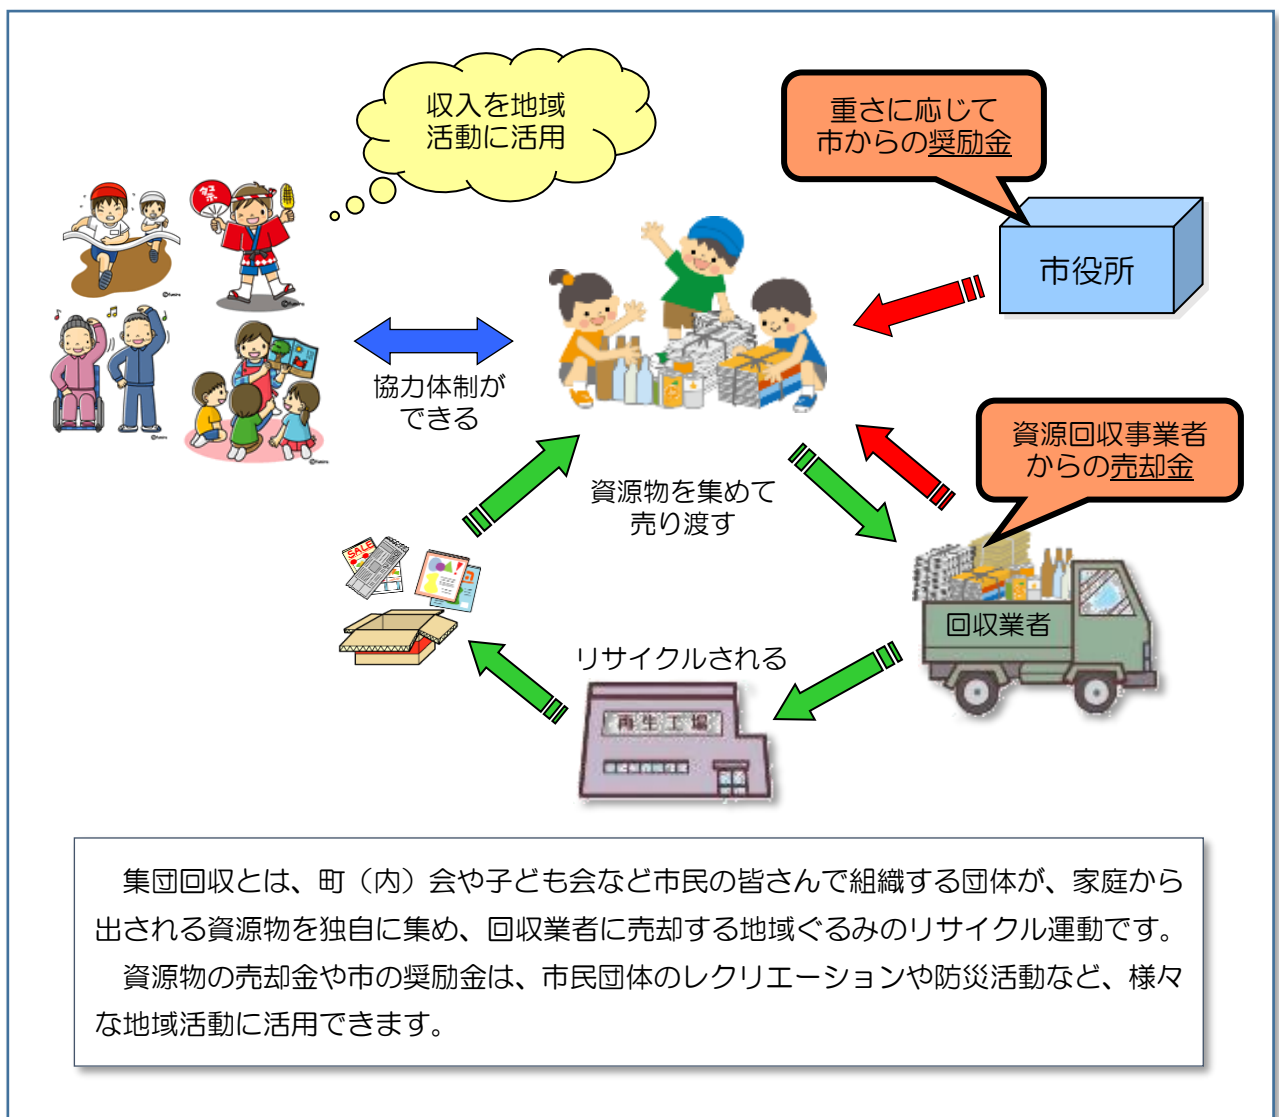 収入を地域
活動に活用
重さに応じて
市からの奨励金
市役所
協力体制が
できる
資源回収事業者
からの売却金
資源物を集めて
売り渡す
SALE
回収業者
リサイクルされる
再生工場
集団回収とは、町（内）会や子ども会など市民の皆さんで組織する団体が、家庭から
出される資源物を独自に集め、回収業者に売却する地域ぐるみのリサイクル運動です。
資源物の売却金や市の奨励金は、市民団体のレクリエーションや防災活動など、様々
な地域活動に活用できます。